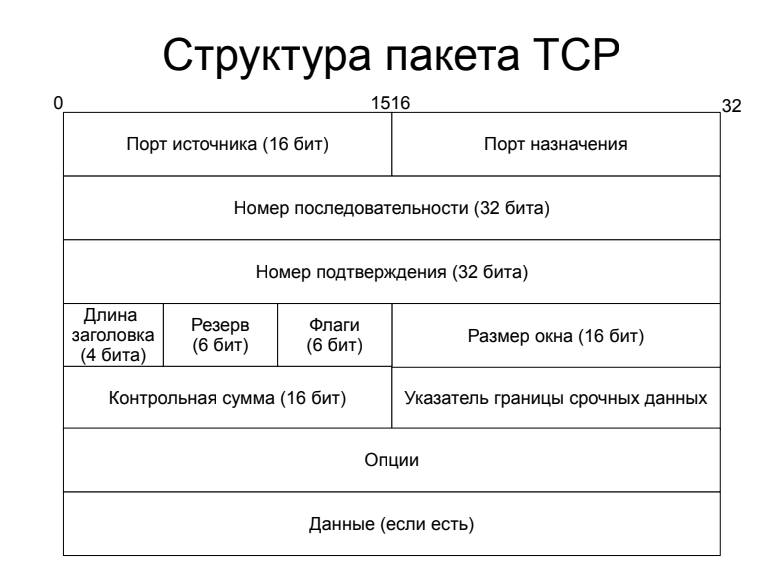 Структура пакета TCP
0 1516 32
Порт источника (16 бит) Порт назначения
Номер последовательности (32 бита)
Номер подтверждения (32 бита)
Длина
заголовка
(4 бита)
Резерв
(6 бит)
Флаги
(6 бит)
Размер окна (16 бит)
Контрольная сумма (16 бит) Указатель границы срочных данных
Опции
Данные (если есть)